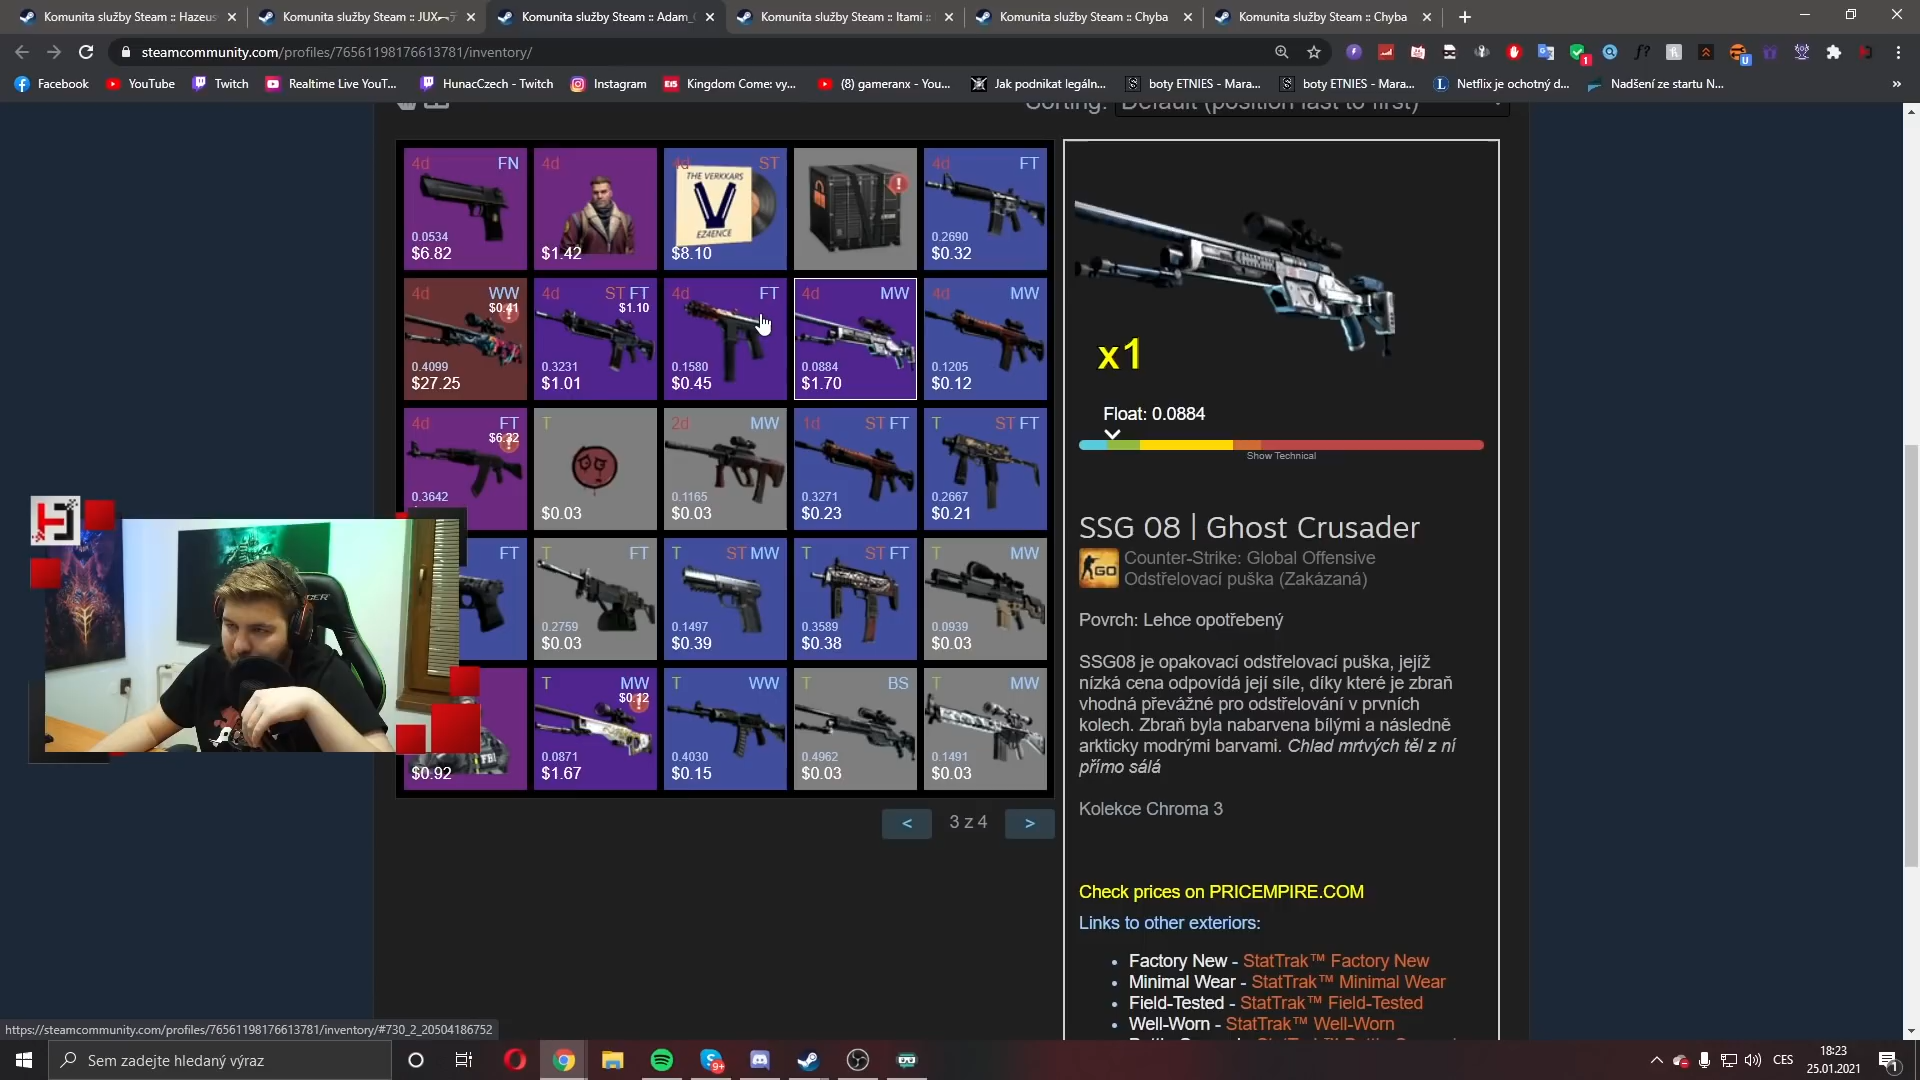 Komunita služby Steam :: Hazeus
Komunita služby Steam :: JUX
Komunita služby Steam :: Adam_
Komunita služby Steam :: Itami ::
Komunita služby Steam :: Chyba
Komunita služby Steam :: Chyba
steamcommunity.com/profiles/76561198176613781/inventory/
Facebook
YouTube
Twitch
Realtime Live YouT...
HunacCzech - Twitch
Instagram
Kingdom Come: vy...
(8) gameranx - You...
Jak podnikat legáln...
boty ETNIES - Mara...
boty ETNIES - Mara...
Netflix je ochotný d...
Nadšení ze startu N...
»
Sorting: Default (position last to first)
4d FN
0.0534
$6.82
4d
$1.42
4d ST
THE VERKKARS
EZ4ENCE
$8.10
4d FT
0.2690
$0.32
4d WW
$0.41
0.4099
$27.25
4d ST FT
$1.10
0.3231
$1.01
4d FT
0.1580
$0.45
4d MW
0.0884
$1.70
4d MW
0.1205
$0.12
4d FT
$6.32
0.3642
T
$0.03
2d MW
0.1165
$0.03
1d ST FT
0.3271
$0.23
T ST FT
0.2667
$0.21
FT
T FT
0.2759
$0.03
T ST MW
0.1497
$0.39
T ST FT
0.3589
$0.38
T MW
0.0939
$0.03
FBI
$0.92
T MW
$0.12
0.0871
$1.67
T WW
0.4030
$0.15
T BS
0.4962
$0.03
T MW
0.1491
$0.03
< 3 z 4 >
x1
Float: 0.0884
Show Technical
SSG 08 | Ghost Crusader
GO
Counter-Strike: Global Offensive
Odstřelovací puška (Zakázaná)
Povrch: Lehce opotřebený
SSG08 je opakovací odstřelovací puška, jejíž
nízká cena odpovídá její síle, díky které je zbraň
vhodná převážné pro odstřelování v prvních
kolech. Zbraň byla nabarvena bílými a následně
arkticky modrými barvami. Chlad mrtvých těl z ní
přímo sálá
Kolekce Chroma 3
Check prices on PRICEMPIRE.COM
Links to other exteriors:
• Factory New - StatTrak™ Factory New
• Minimal Wear - StatTrak™ Minimal Wear
• Field-Tested - StatTrak™ Field-Tested
• Well-Worn - StatTrak™ Well-Worn
https://steamcommunity.com/profiles/76561198176613781/inventory/#730_2_20504186752
Sem zadejte hledaný výraz
9+
CES
18:23
25.01.2021
1